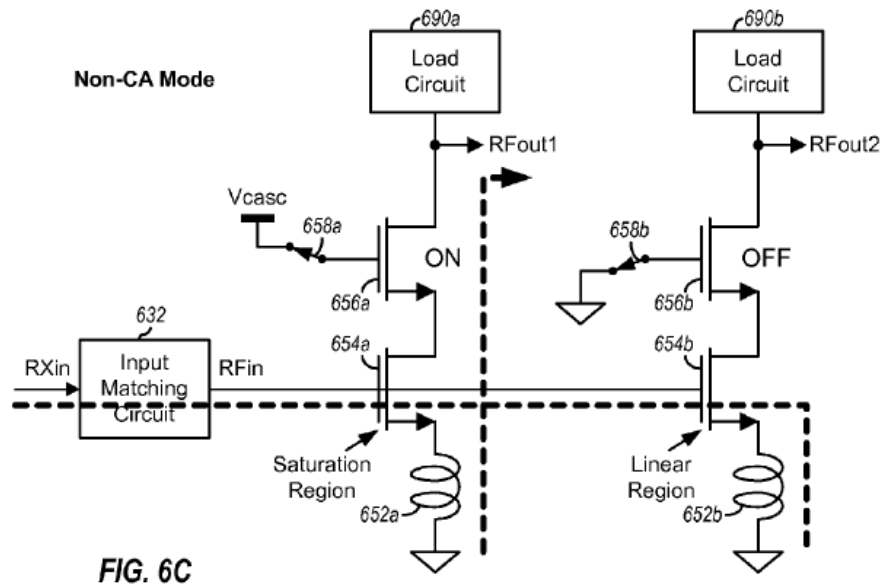 690a
690b
Load
Circuit
Load
Circuit
Non-CA Mode
RFout1
RFout2
Vcasc
658a
658b
ON
OFF
656a
656b
632
654a
654b
RXin
Input
Matching
Circuit
RFin
Saturation
Region
Linear
Region
652a
652b
FIG. 6C